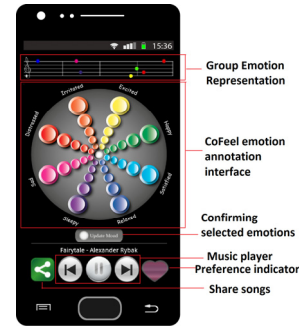 15:36
Group Emotion
Representation
Irritated
Excited
Depressed
Happy
CoFeel emotion
annotation
interface
Sad
Satisfied
Sleepy
Relaxed
Confirming
selected emotions
Update Mood
Music player
Fairytale - Alexander Rybak
Preference indicator
Share songs